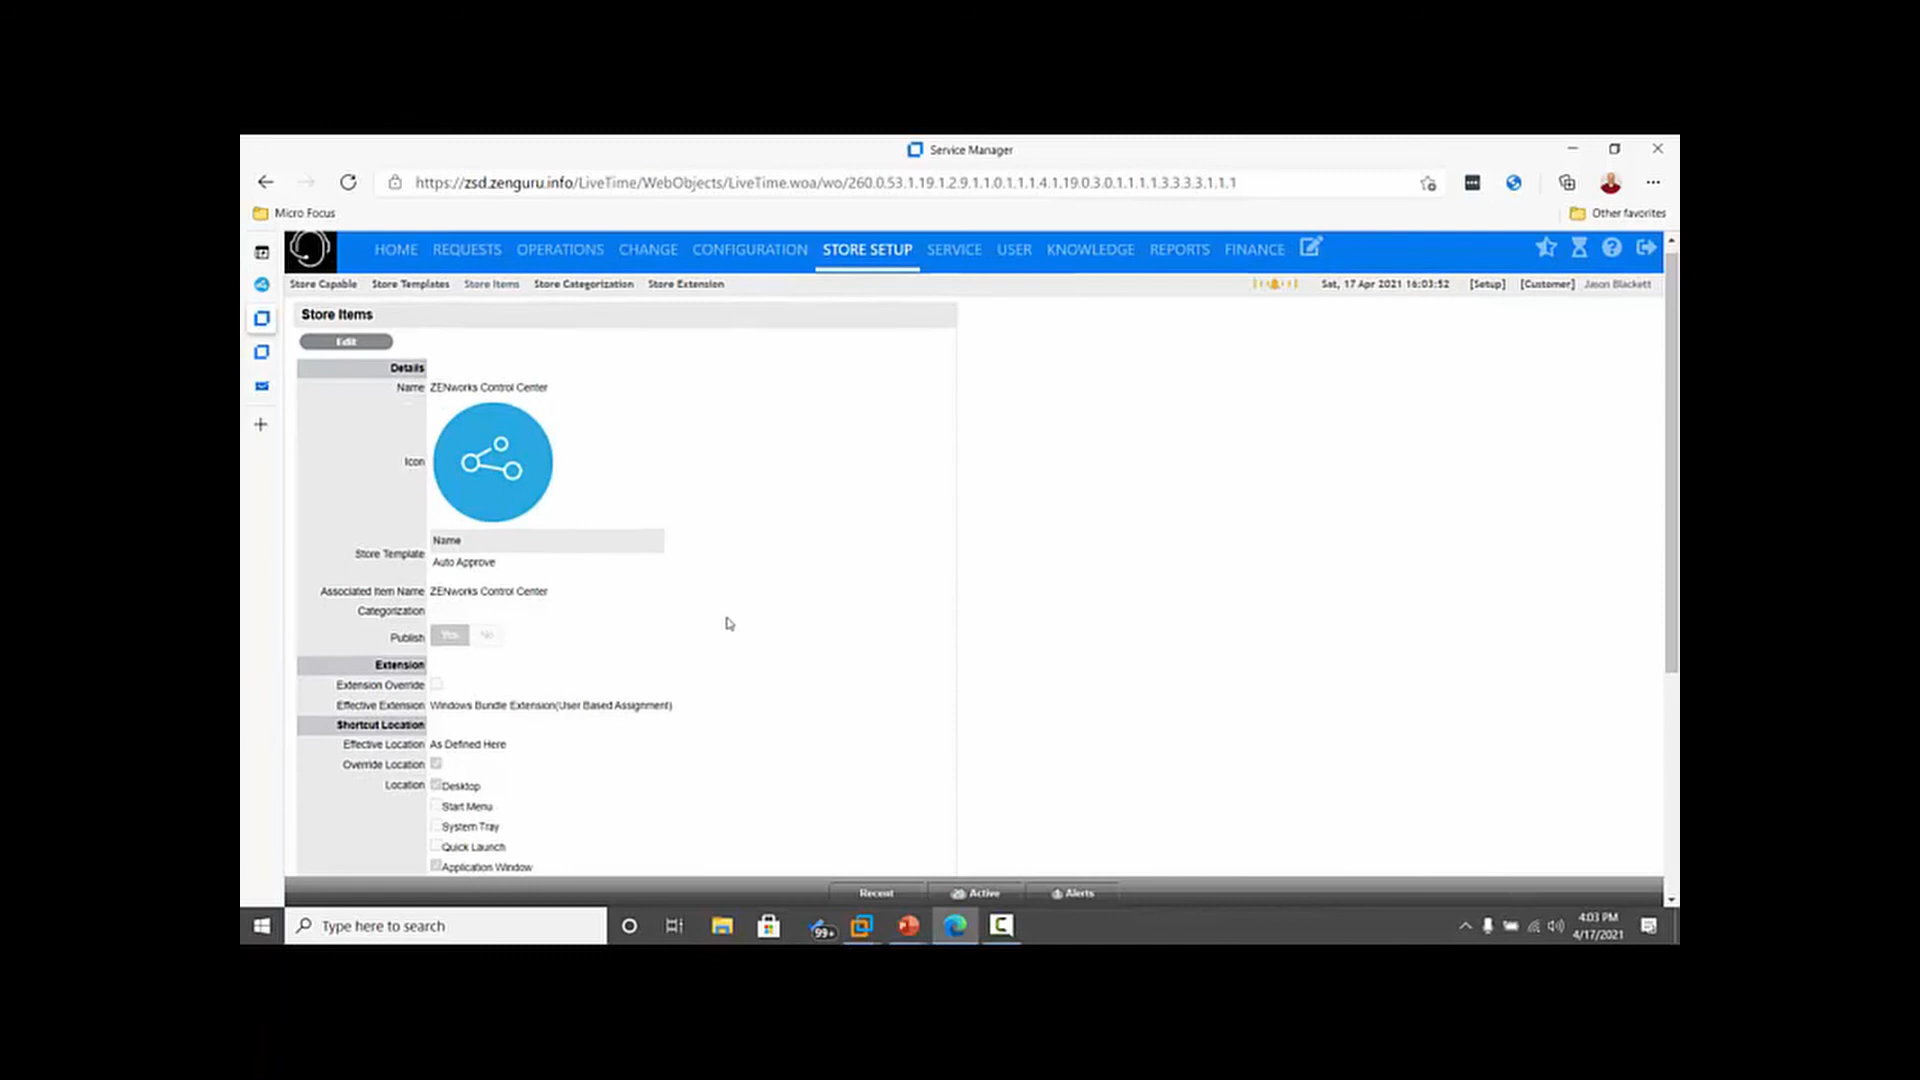 Service Manager
https://zsd.zenguru.info/LiveTime/WebObjects/LiveTime.woa/wo/260.0.53.1.19.1.2.9.1.1.0.1.1.1.4.1.19.0.3.0.1.1.1.1.3.3.3.3.1.1.1
Micro Focus Other favorites
HOME REQUESTS OPERATIONS CHANGE CONFIGURATION STORE SETUP SERVICE USER KNOWLEDGE REPORTS FINANCE
Store Capable Store Templates Store Items Store Categorization Store Extension Sat, 17 Apr 2021 16:03:52 [Setup] [Customer] Jason Blackett
Store Items
Edit
Details
Name ZENworks Control Center
Icon
Name
Store Template
Auto Approve
Associated Item Name ZENworks Control Center
Categorization
Publish Yes No
Extension
Extension Override
Effective Extension Windows Bundle Extension(User Based Assignment)
Shortcut Location
Effective Location As Defined Here
Override Location
Location Desktop
Start Menu
System Tray
Quick Launch
Application Window
Recent Active Alerts
Type here to search 99+ 4:03 PM
4/17/2021